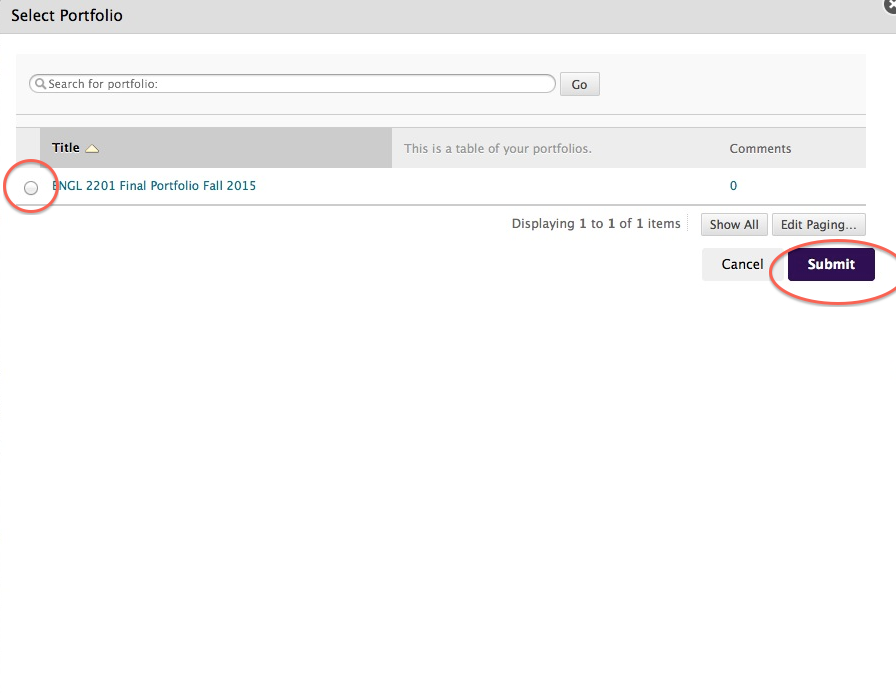 Select Portfolio
Search for portfolio: Go
Title This is a table of your portfolios. Comments
ENGL 2201 Final Portfolio Fall 2015 0
Displaying 1 to 1 of 1 items Show All Edit Paging...
Cancel Submit